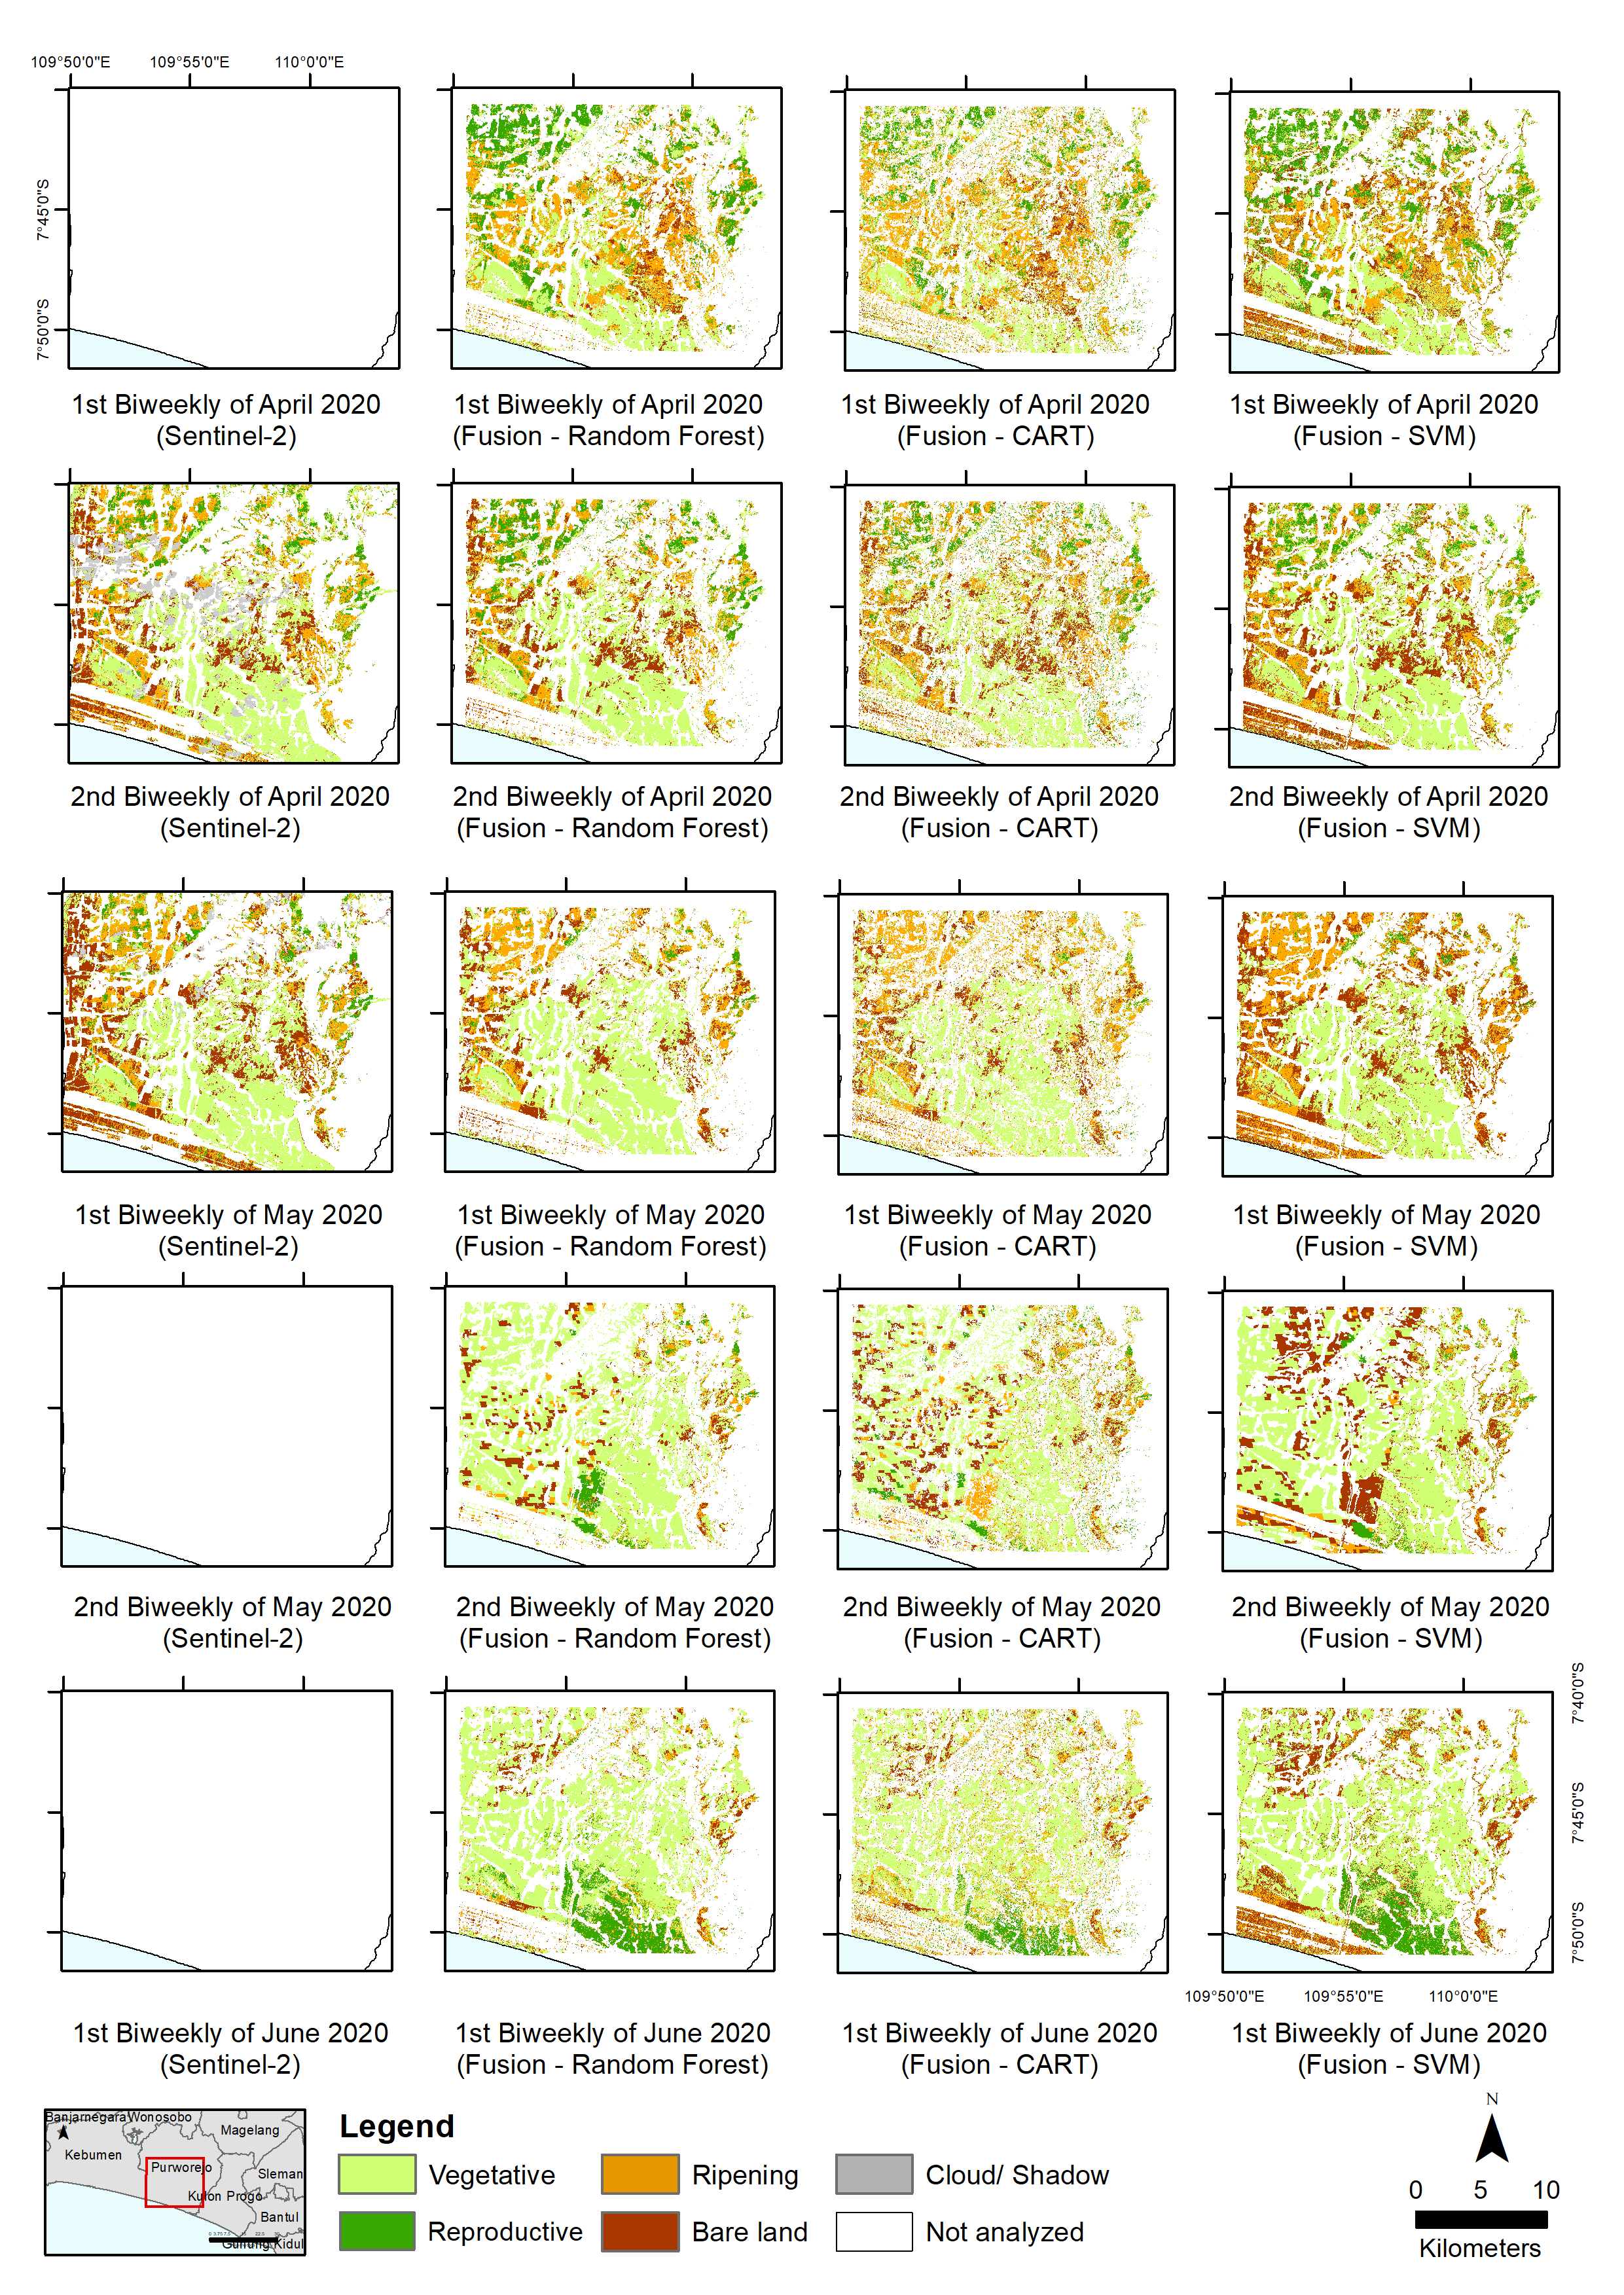 109°50'0"E 109°55'0"E 110°0'0"E
7°45'0"S
7°50'0"S
1st Biweekly of April 2020
(Sentinel-2)
1st Biweekly of April 2020
(Fusion - Random Forest)
1st Biweekly of April 2020
(Fusion - CART)
1st Biweekly of April 2020
(Fusion - SVM)
2nd Biweekly of April 2020
(Sentinel-2)
2nd Biweekly of April 2020
(Fusion - Random Forest)
2nd Biweekly of April 2020
(Fusion - CART)
2nd Biweekly of April 2020
(Fusion - SVM)
1st Biweekly of May 2020
(Sentinel-2)
1st Biweekly of May 2020
(Fusion - Random Forest)
1st Biweekly of May 2020
(Fusion - CART)
1st Biweekly of May 2020
(Fusion - SVM)
2nd Biweekly of May 2020
(Sentinel-2)
2nd Biweekly of May 2020
(Fusion - Random Forest)
2nd Biweekly of May 2020
(Fusion - CART)
2nd Biweekly of May 2020
(Fusion - SVM)
7°40'0"S
7°45'0"S
7°50'0"S
109°50'0"E 109°55'0"E 110°0'0"E
1st Biweekly of June 2020
(Sentinel-2)
1st Biweekly of June 2020
(Fusion - Random Forest)
1st Biweekly of June 2020
(Fusion - CART)
1st Biweekly of June 2020
(Fusion - SVM)
Banjarnegara Wonosobo
Magelang
Kebumen
Purworejo
Sleman
Kulon Progo
Bantul
Gunung Kidul
Legend
Vegetative
Ripening
Cloud/ Shadow
Reproductive
Bare land
Not analyzed
N
0 5 10
Kilometers